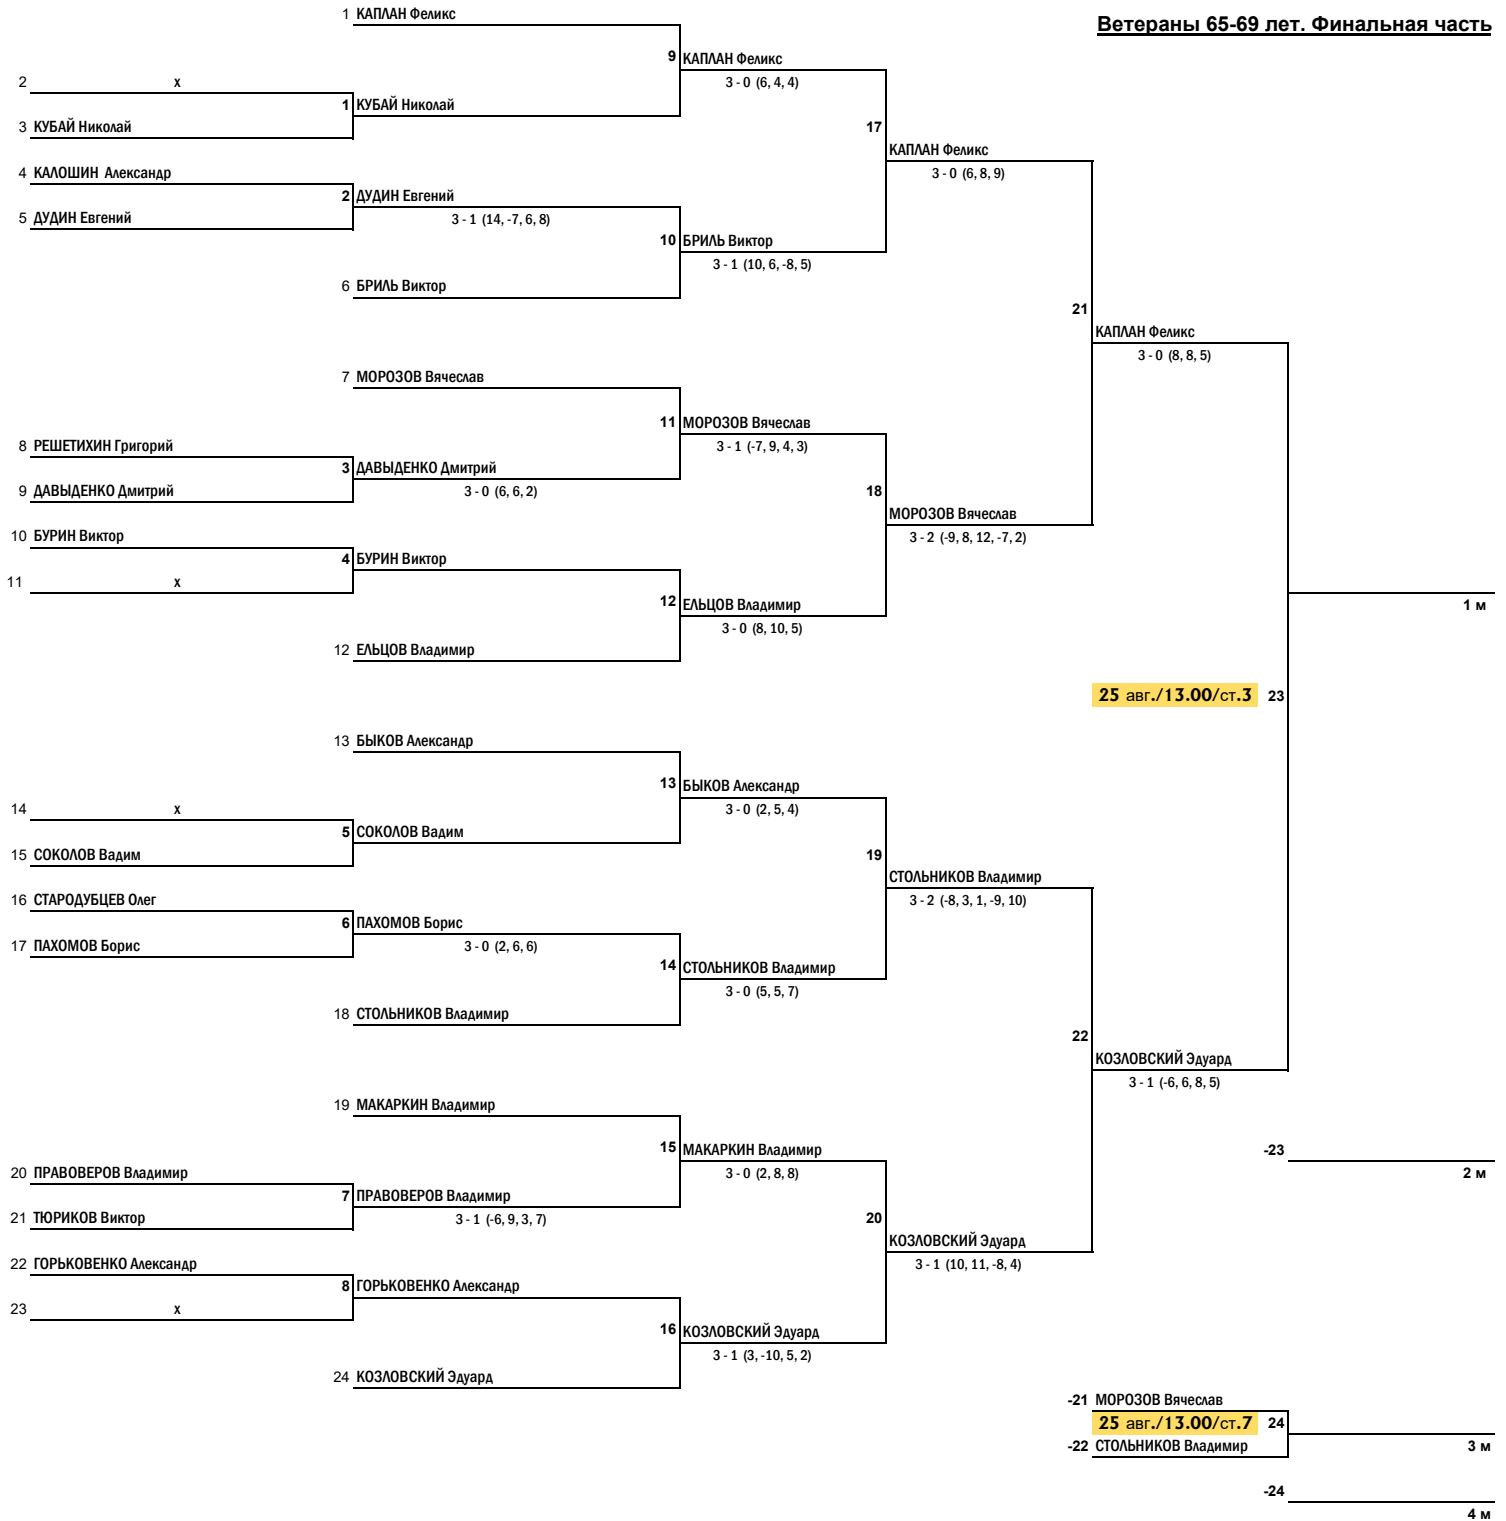 1 КАПЛАН Феликс
Ветераны 65-69 лет. Финальная часть
9 КАПЛАН Феликс
2 x
3 - 0 (6, 4, 4)
1 КУБАЙ Николай
3 КУБАЙ Николай
17
КАПЛАН Феликс
4 КАЛОШИН Александр
3 - 0 (6, 8, 9)
2 ДУДИН Евгений
5 ДУДИН Евгений
3 - 1 (14, -7, 6, 8)
10 БРИЛЬ Виктор
3 - 1 (10, 6, -8, 5)
6 БРИЛЬ Виктор
21
КАПЛАН Феликс
3 - 0 (8, 8, 5)
7 МОРОЗОВ Вячеслав
11 МОРОЗОВ Вячеслав
8 РЕШЕТИХИН Григорий
3 - 1 (-7, 9, 4, 3)
3 ДАВЫДЕНКО Дмитрий
9 ДАВЫДЕНКО Дмитрий
3 - 0 (6, 6, 2)
18
МОРОЗОВ Вячеслав
10 БУРИН Виктор
3 - 2 (-9, 8, 12, -7, 2)
4 БУРИН Виктор
11 x
12 ЕЛЬЦОВ Владимир
1 м
3 - 0 (8, 10, 5)
12 ЕЛЬЦОВ Владимир
25 авг./13.00/ст.3 23
13 БЫКОВ Александр
13 БЫКОВ Александр
14 x
3 - 0 (2, 5, 4)
5 СОКОЛОВ Вадим
15 СОКОЛОВ Вадим
19
СТОЛЬНИКОВ Владимир
16 СТАРОДУБЦЕВ Олег
3 - 2 (-8, 3, 1, -9, 10)
6 ПАХОМОВ Борис
17 ПАХОМОВ Борис
3 - 0 (2, 6, 6)
14 СТОЛЬНИКОВ Владимир
3 - 0 (5, 5, 7)
18 СТОЛЬНИКОВ Владимир
22
КОЗЛОВСКИЙ Эдуард
3 - 1 (-6, 6, 8, 5)
19 МАКАРКИН Владимир
15 МАКАРКИН Владимир
-23
20 ПРАВОВЕРОВ Владимир
3 - 0 (2, 8, 8)
2 м
7 ПРАВОВЕРОВ Владимир
21 ТЮРИКОВ Виктор
3 - 1 (-6, 9, 3, 7)
20
КОЗЛОВСКИЙ Эдуард
22 ГОРЬКОВЕНКО Александр
3 - 1 (10, 11, -8, 4)
8 ГОРЬКОВЕНКО Александр
23 x
16 КОЗЛОВСКИЙ Эдуард
3 - 1 (3, -10, 5, 2)
24 КОЗЛОВСКИЙ Эдуард
-21 МОРОЗОВ Вячеслав
25 авг./13.00/ст.7 24
-22 СТОЛЬНИКОВ Владимир
3 м
-24
4 м